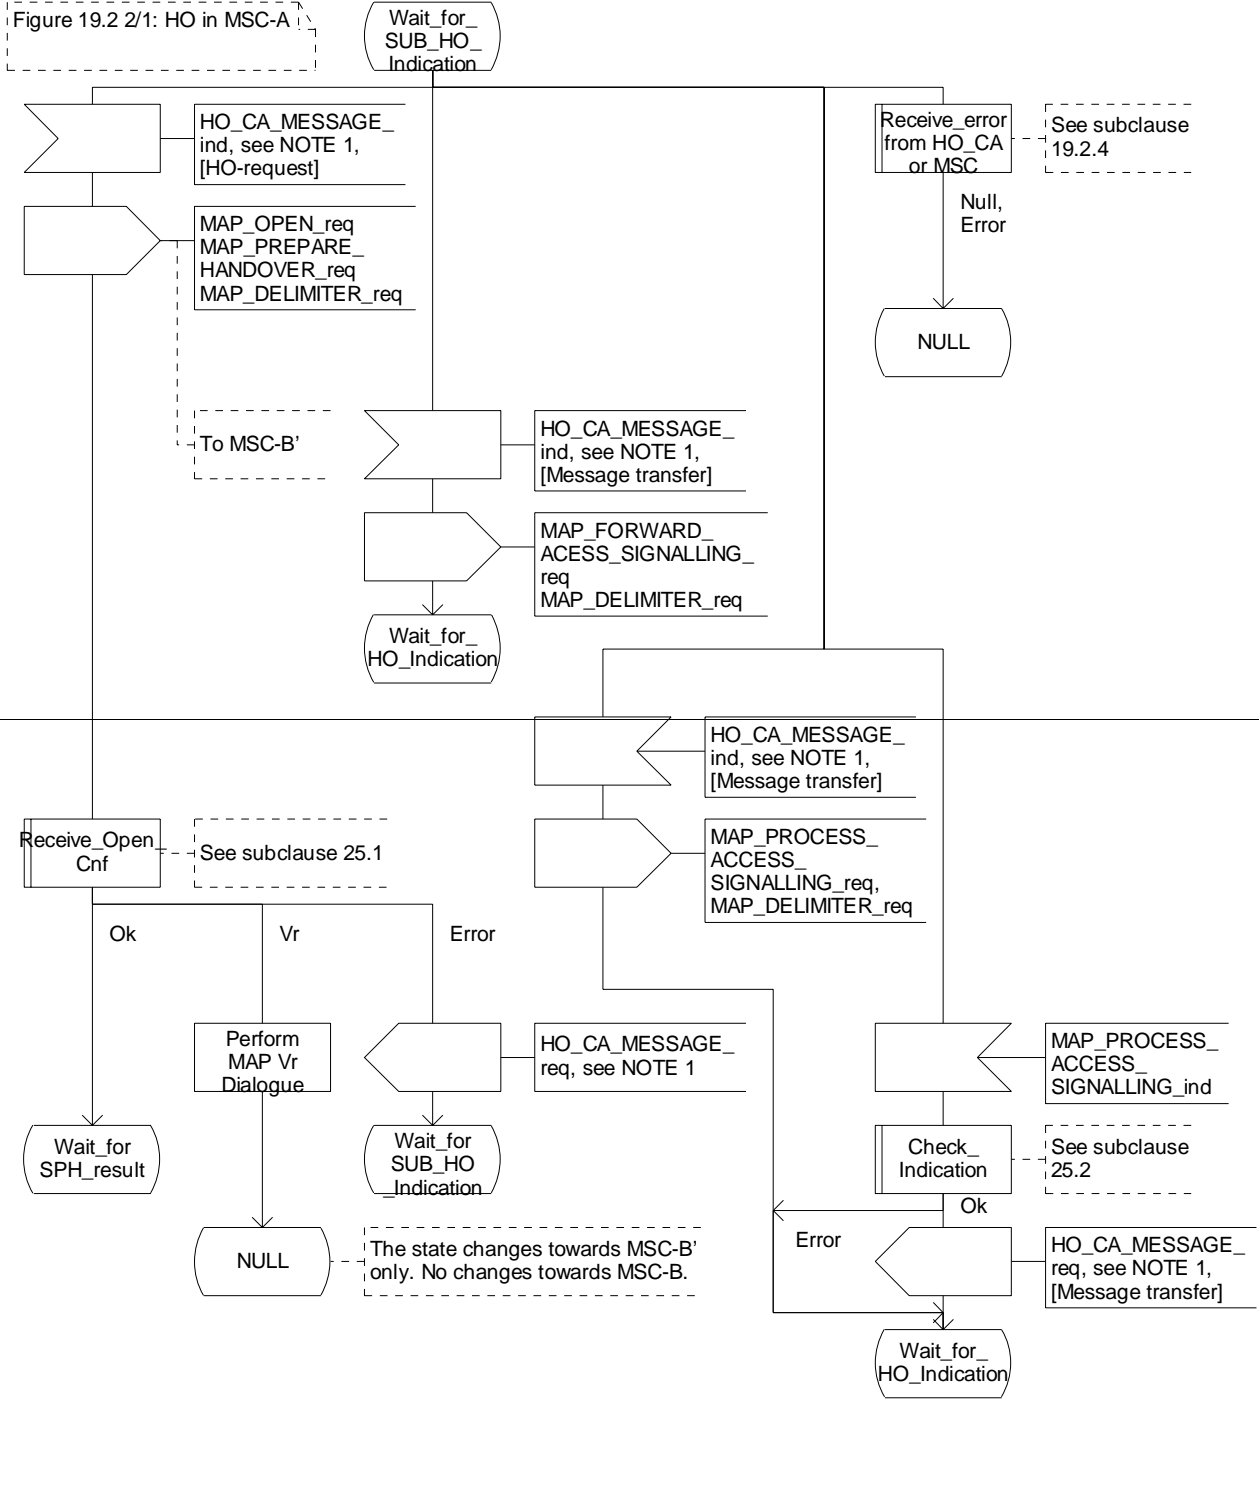 Figure 19.2 2/1: HO in MSC-A
Wait_for_
SUB_HO_
Indication
HO_CA_MESSAGE_
ind, see NOTE 1,
[HO-request]
Receive_error
from HO_CA
or MSC
See subclause
19.2.4
Null,
Error
MAP_OPEN_req
MAP_PREPARE_
HANDOVER_req
MAP_DELIMITER_req
NULL
To MSC-B’
HO_CA_MESSAGE_
ind, see NOTE 1,
[Message transfer]
MAP_FORWARD_
ACESS_SIGNALLING_
req
MAP_DELIMITER_req
Wait_for_
HO_Indication
HO_CA_MESSAGE_
ind, see NOTE 1,
[Message transfer]
Receive_Open_
Cnf
See subclause 25.1
MAP_PROCESS_
ACCESS_
SIGNALLING_req,
MAP_DELIMITER_req
Ok
Vr
Error
Perform
MAP Vr
Dialogue
HO_CA_MESSAGE_
req, see NOTE 1
MAP_PROCESS_
ACCESS_
SIGNALLING_ind
Wait_for
SPH_result
Wait_for
SUB_HO
_Indication
Check_
Indication
See subclause
25.2
Ok
Error
NULL
The state changes towards MSC-B’
only. No changes towards MSC-B.
HO_CA_MESSAGE_
req, see NOTE 1,
[Message transfer]
Wait_for_
HO_Indication